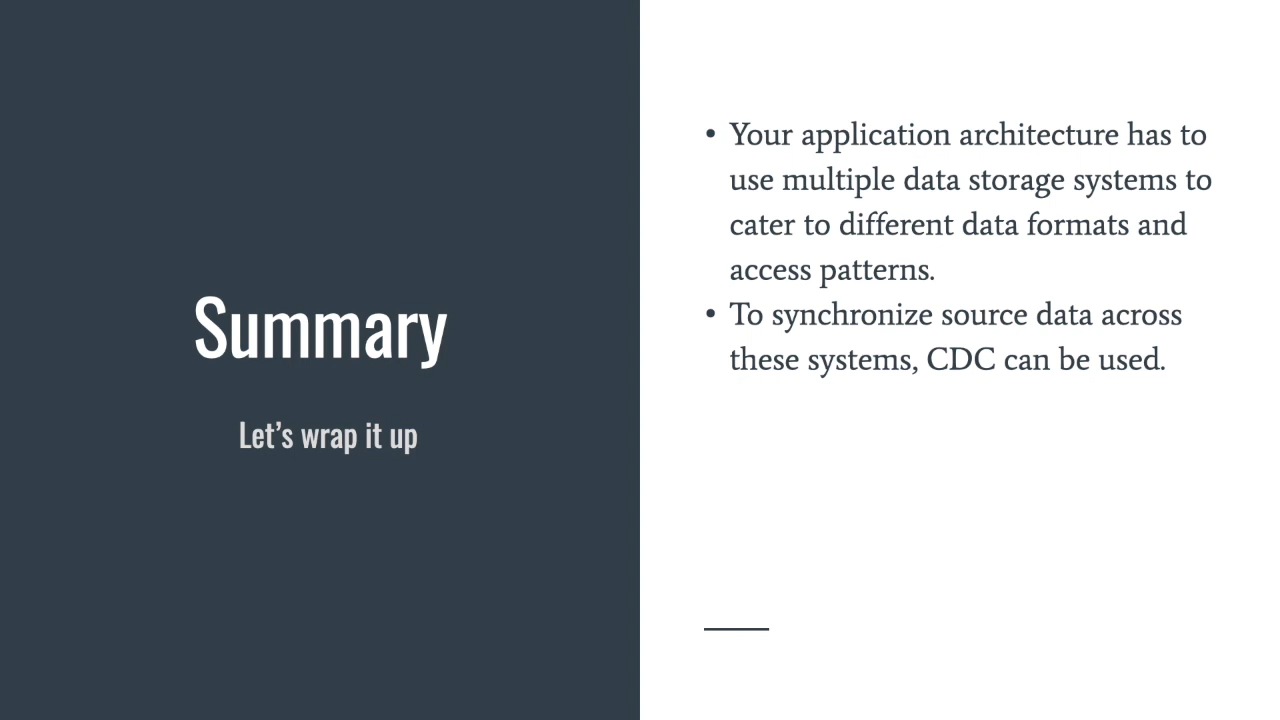 Summary
Let’s wrap it up
• Your application architecture has to
use multiple data storage systems to
cater to different data formats and
access patterns.
• To synchronize source data across
these systems, CDC can be used.